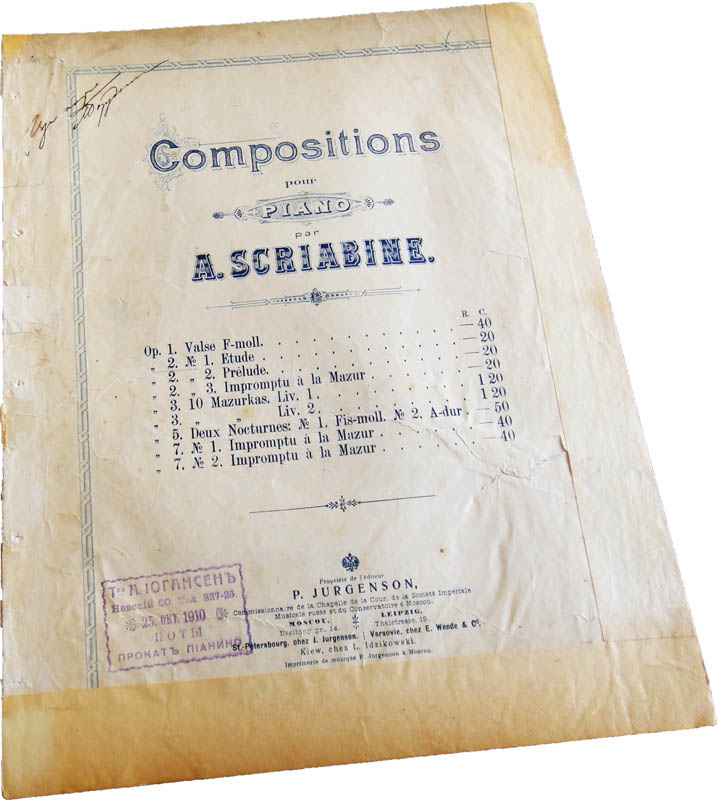 Compositions
pour
PIANO
par
A. SCRIABINE.
R. C.
Op. 1. Valse F-moll. — 40
„ 2. № 1. Etude — 20
„ 2. „ 2. Prélude. — 20
„ 2. „ 3. Impromptu à la Mazur — 20
„ 3. 10 Mazurkas. Liv. 1 1 20
„ 3. „ „ Liv. 2 1 20
„ 5. Deux Nocturnes: № 1. Fis-moll. № 2. A-dur — 50
„ 7. № 1. Impromptu à la Mazur — 40
„ 7. № 2. Impromptu à la Mazur — 40
Propriété de l'éditeur
P. JURGENSON,
Commissionnaire de la Chapelle de la Cour, de la Société Impériale
Musicale russe et du Conservatoire à Moscou.
MOSCOU, LEIPZIG,
Neglinny pr. 14. Thalstrasse, 19.
St.-Petersbourg, chez J. Jurgenson. | Varsovie, chez E. Wende & Cº.
Kiew, chez L. Idzikowski.
Imprimerie de musique P. Jurgenson à Moscou.
А. ІОГАНСЕНЪ
Невскій 60 Тел. 237-25
25. ОКТ. 1910
НОТЫ
ПРОКАТЪ ПІАНИНО